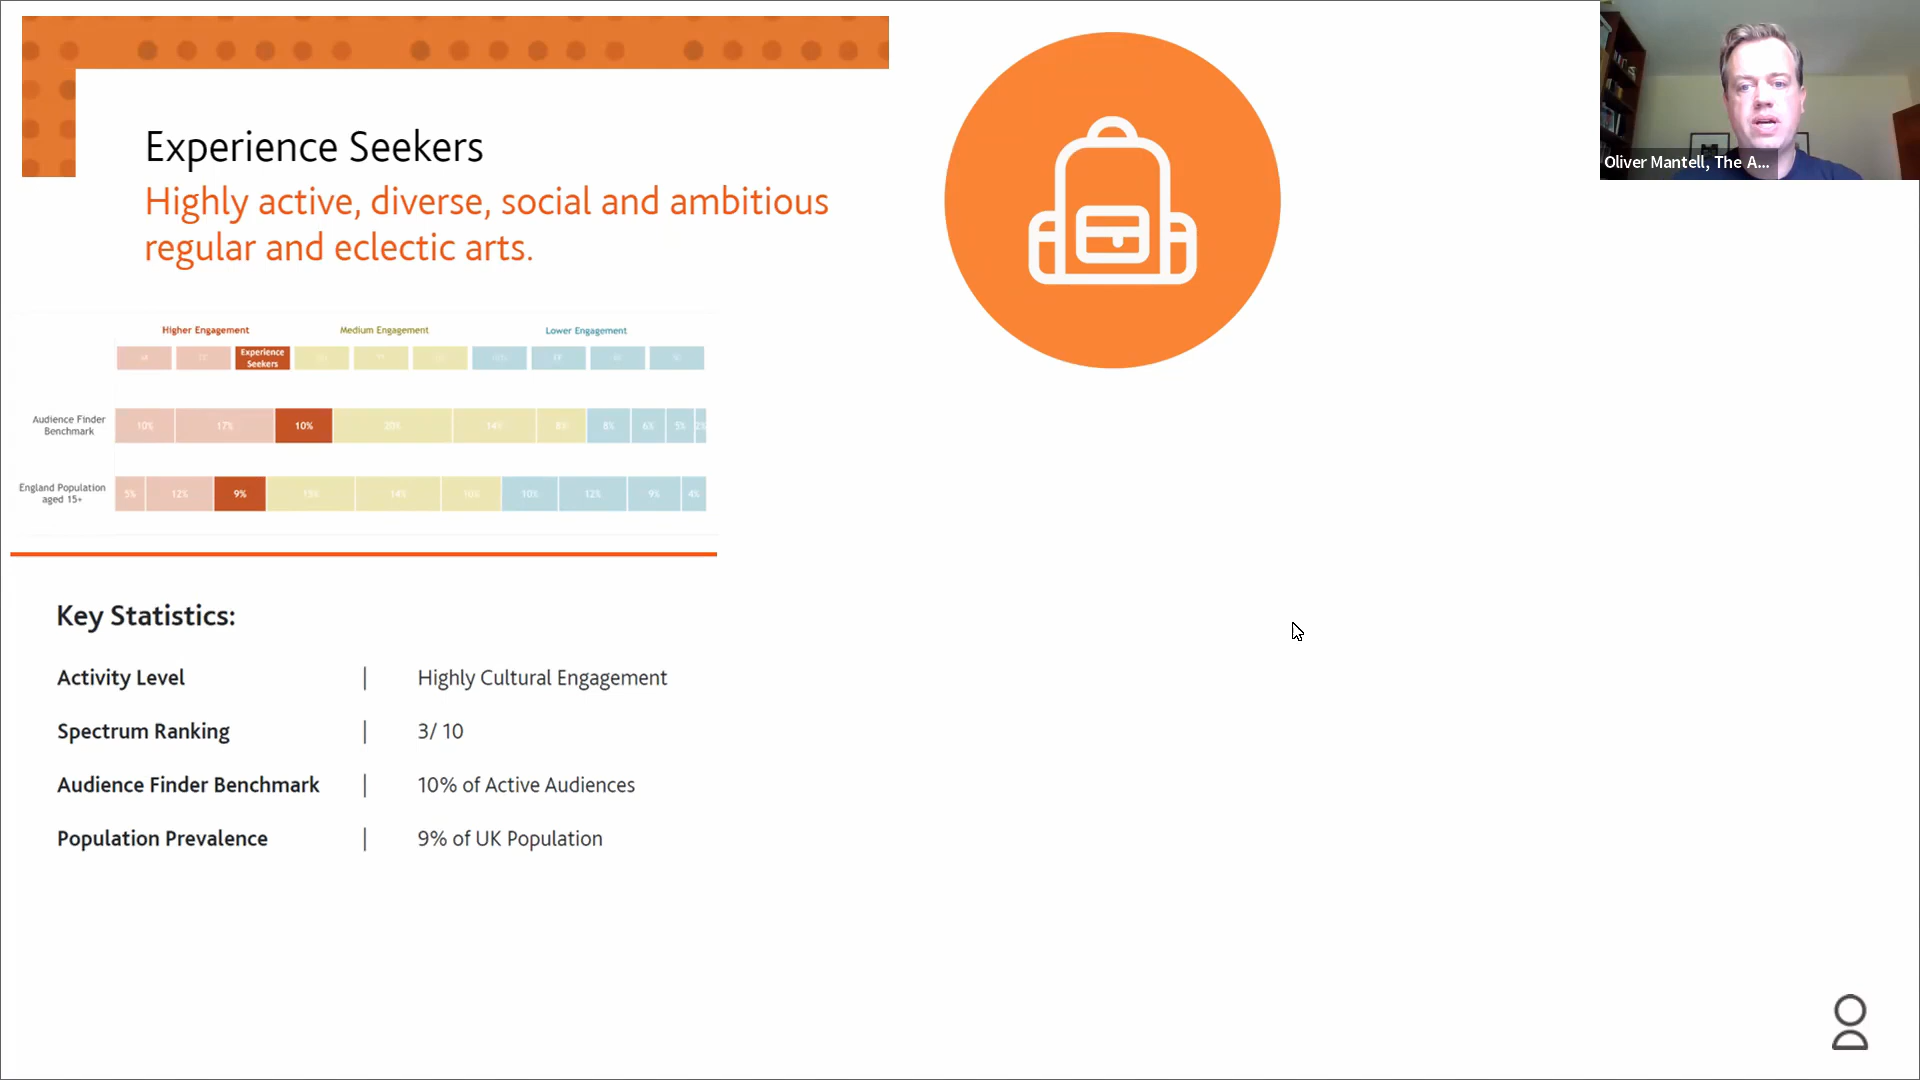 Experience Seekers
Highly active, diverse, social and ambitious
regular and eclectic arts.
Oliver Mantell, The A...
Higher Engagement Medium Engagement Lower Engagement
Experience
Seekers
Audience Finder
Benchmark
10% 17% 10% 20% 14% 8% 8% 6% 5% 2%
England Population
aged 15+
5% 12% 9% 15% 14% 10% 10% 12% 9% 4%
Key Statistics:
Activity Level | Highly Cultural Engagement
Spectrum Ranking | 3/ 10
Audience Finder Benchmark | 10% of Active Audiences
Population Prevalence | 9% of UK Population